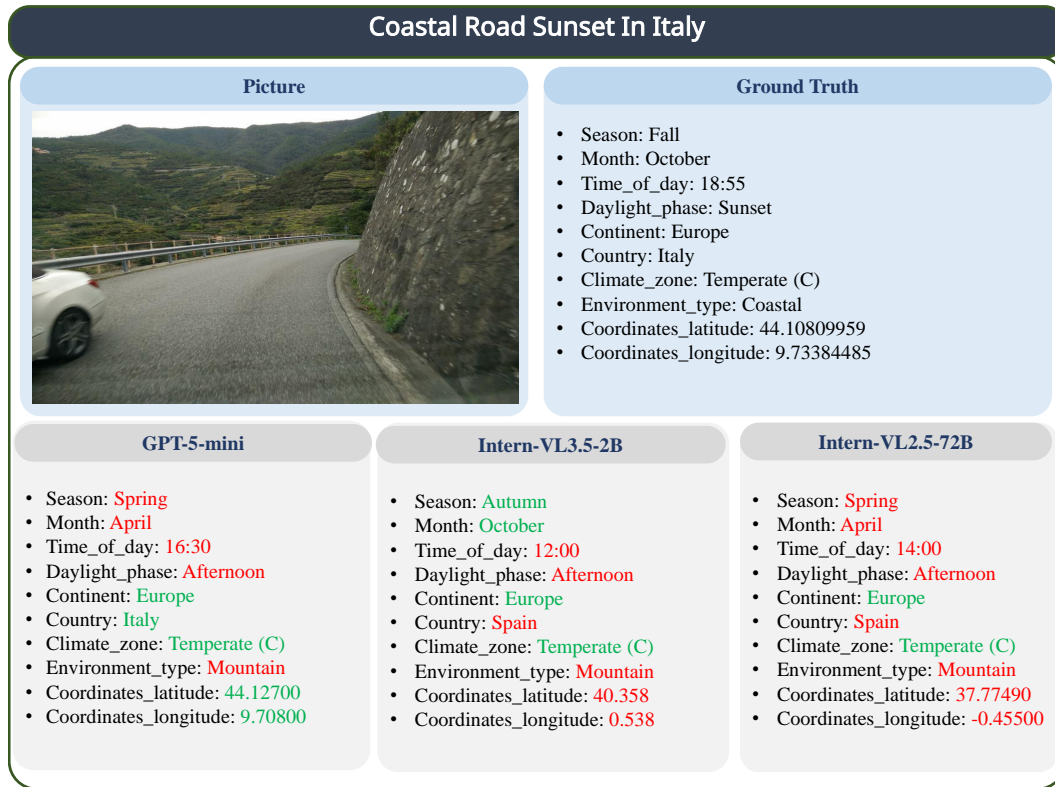 Coastal Road Sunset In Italy
Picture
Ground Truth
• Season: Fall
• Month: October
• Time_of_day: 18:55
• Daylight_phase: Sunset
• Continent: Europe
• Country: Italy
• Climate_zone: Temperate (C)
• Environment_type: Coastal
• Coordinates_latitude: 44.10809959
• Coordinates_longitude: 9.73384485
GPT-5-mini
• Season: Spring
• Month: April
• Time_of_day: 16:30
• Daylight_phase: Afternoon
• Continent: Europe
• Country: Italy
• Climate_zone: Temperate (C)
• Environment_type: Mountain
• Coordinates_latitude: 44.12700
• Coordinates_longitude: 9.70800
Intern-VL3.5-2B
• Season: Autumn
• Month: October
• Time_of_day: 12:00
• Daylight_phase: Afternoon
• Continent: Europe
• Country: Spain
• Climate_zone: Temperate (C)
• Environment_type: Mountain
• Coordinates_latitude: 40.358
• Coordinates_longitude: 0.538
Intern-VL2.5-72B
• Season: Spring
• Month: April
• Time_of_day: 14:00
• Daylight_phase: Afternoon
• Continent: Europe
• Country: Spain
• Climate_zone: Temperate (C)
• Environment_type: Mountain
• Coordinates_latitude: 37.77490
• Coordinates_longitude: -0.45500